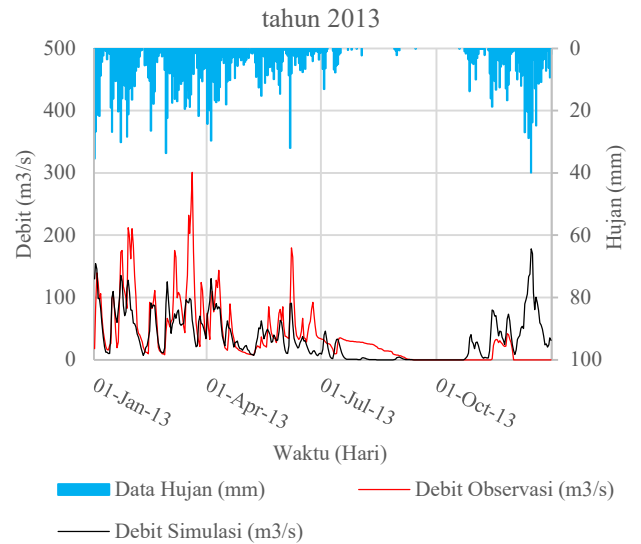 tahun 2013
500
400
300
200
100
0
Debit (m3/s)
0
20
40
60
80
100
Hujan (mm)
01-Jan-13
01-Apr-13
01-Jul-13
01-Oct-13
Waktu (Hari)
Data Hujan (mm)
Debit Observasi (m3/s)
Debit Simulasi (m3/s)